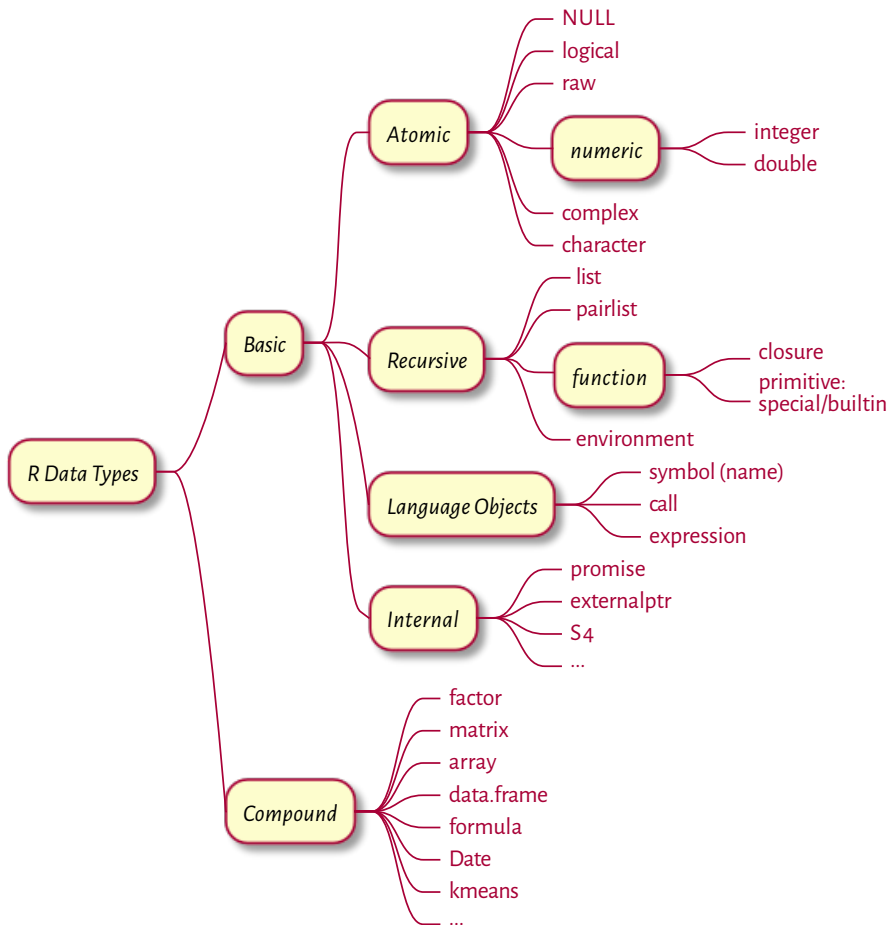 NULL
logical
raw
Atomic
numeric
integer
double
complex
character
list
pairlist
Basic
Recursive
function
closure
primitive:
special/builtin
environment
R Data Types
Language Objects
symbol (name)
call
expression
promise
externalptr
Internal
S4
...
factor
matrix
array
data.frame
Compound
formula
Date
kmeans
...